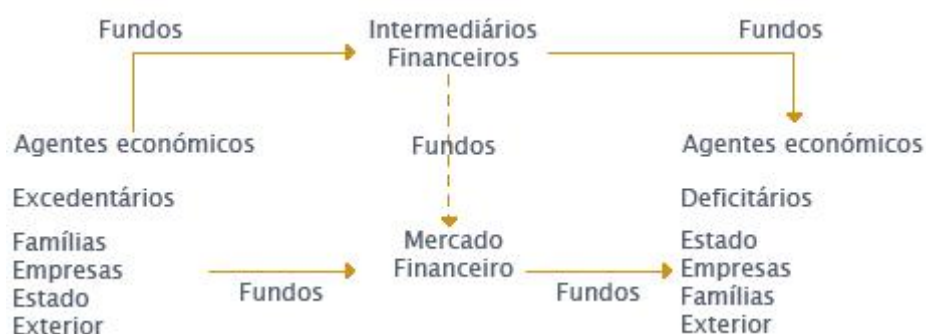 Fundos
Intermediários
Financeiros
Fundos
Agentes económicos
Fundos
Agentes económicos
Excedentários
Deficitários
Famílias
Empresas
Estado
Exterior
Fundos
Mercado
Financeiro
Fundos
Estado
Empresas
Famílias
Exterior